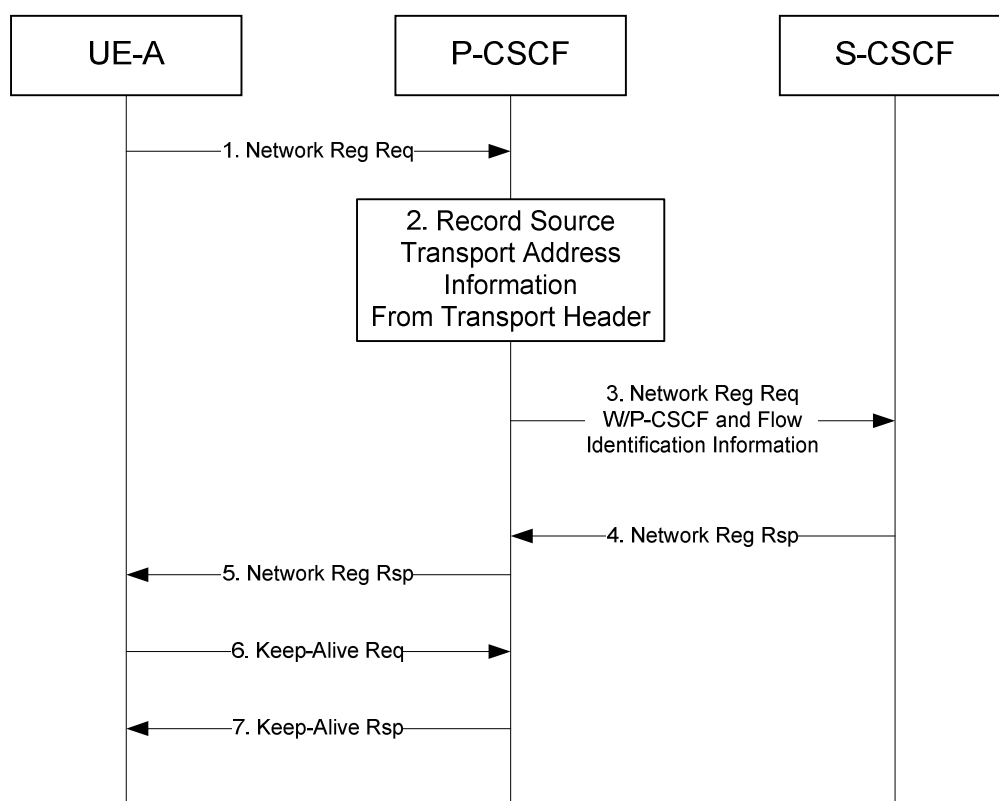 UE-A
P-CSCF
S-CSCF
1. Network Reg Req
2. Record Source
Transport Address
Information
From Transport Header
3. Network Reg Req
W/P-CSCF and Flow
Identification Information
4. Network Reg Rsp
5. Network Reg Rsp
6. Keep-Alive Req
7. Keep-Alive Rsp